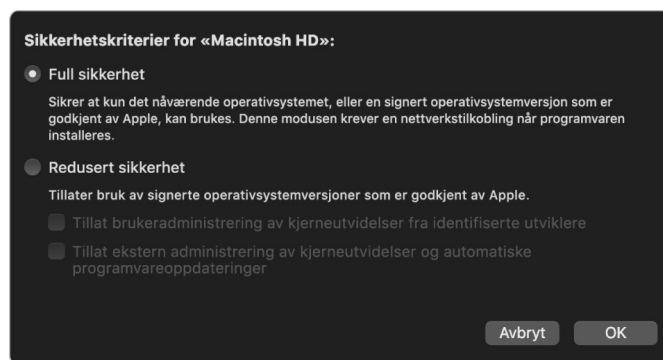 Sikkerhetskriterier for «Macintosh HD»:
Full sikkerhet
Sikrer at kun det nåværende operativsystemet, eller en signert operativsystemversjon som er
godkjent av Apple, kan brukes. Denne modusen krever en nettverkstilkobling når programvaren
installeres.
Redusert sikkerhet
Tillater bruk av signerte operativsystemversjoner som er godkjent av Apple.
Tillat brukeradministrering av kjerneutvidelser fra identifiserte utviklere
Tillat ekstern administrering av kjerneutvidelser og automatiske
programvareoppdateringer
Avbryt OK